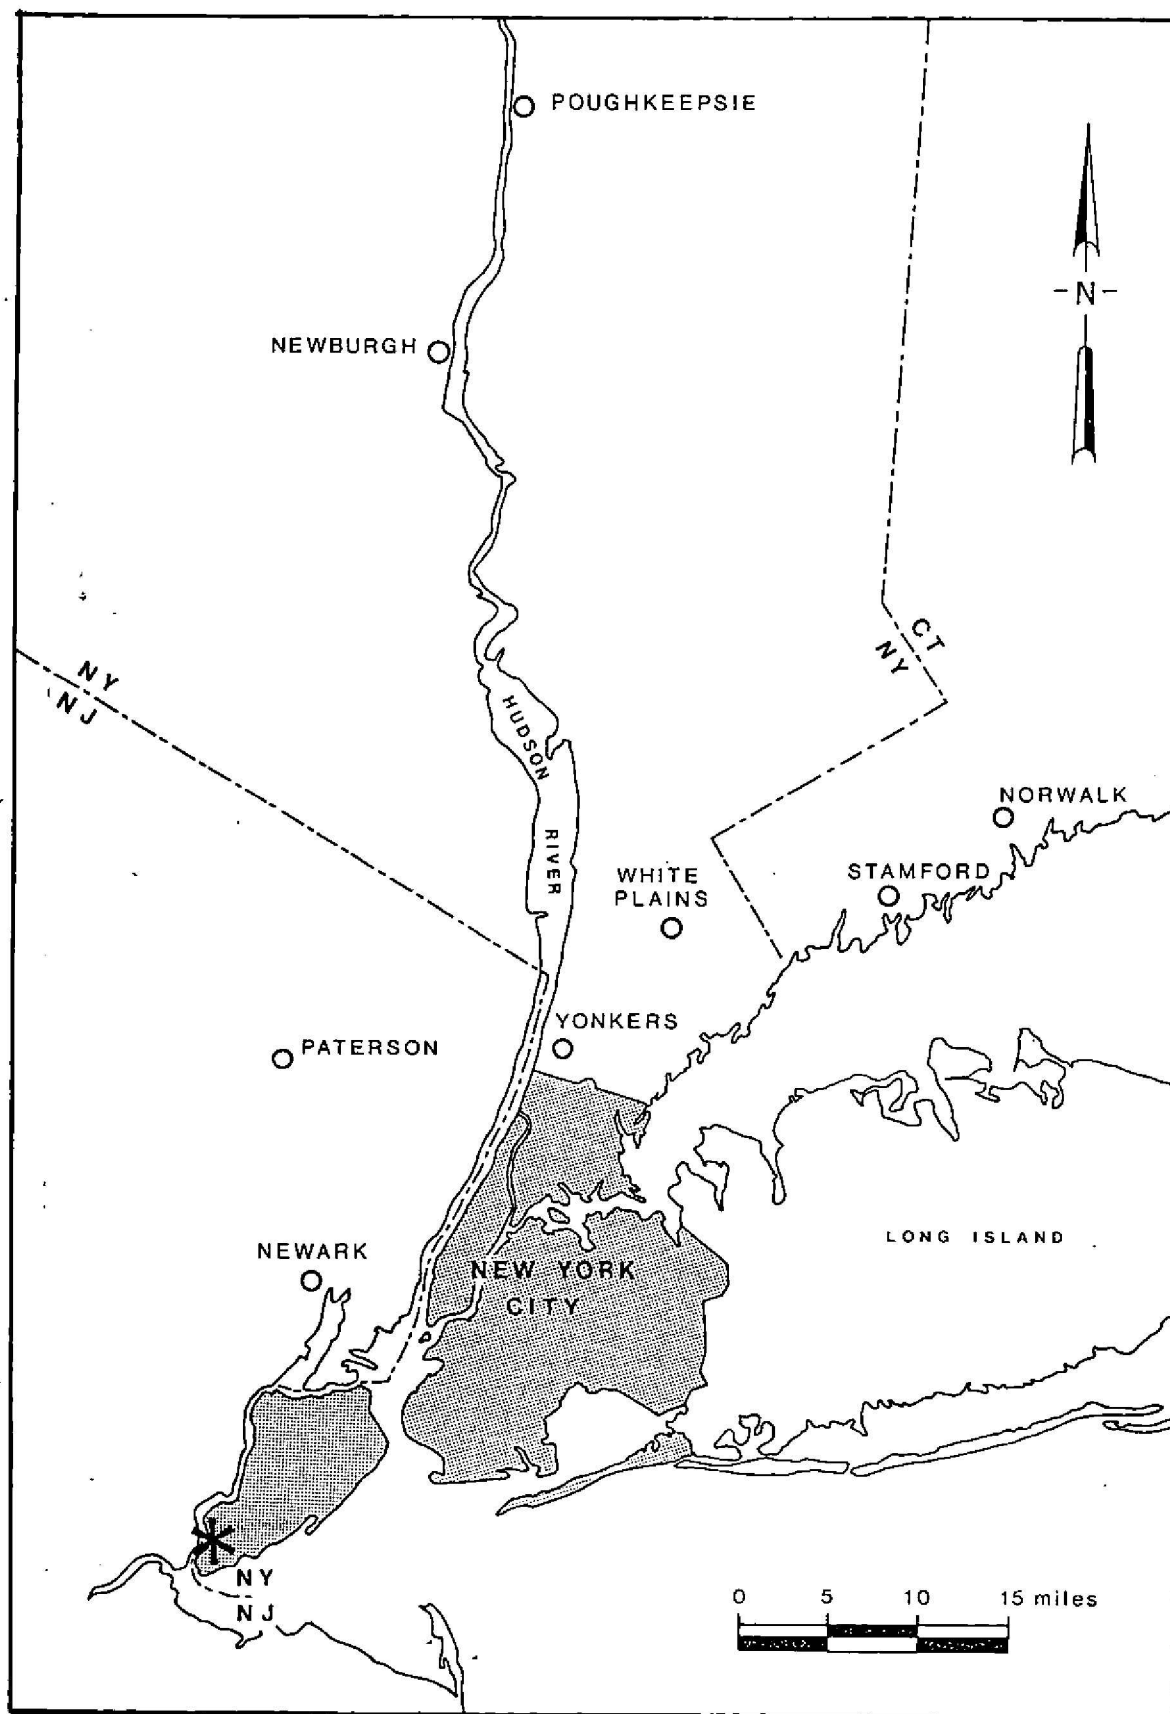 POUGHKEEPSIE
N
NEWBURGH
CT
NY
NY
NJ
HUDSON
RIVER
NORWALK
STAMFORD
WHITE
PLAINS
YONKERS
PATERSON
LONG ISLAND
NEWARK
NEW YORK
CITY
NY
NJ
0 5 10 15 miles